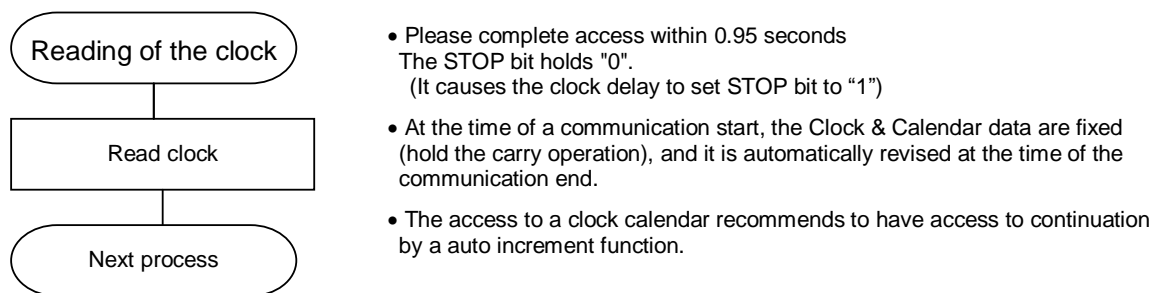 Reading of the clock
Read clock
Next process
• Please complete access within 0.95 seconds
The STOP bit holds "0".
(It causes the clock delay to set STOP bit to “1”)
• At the time of a communication start, the Clock & Calendar data are fixed
(hold the carry operation), and it is automatically revised at the time of the
communication end.
• The access to a clock calendar recommends to have access to continuation
by a auto increment function.